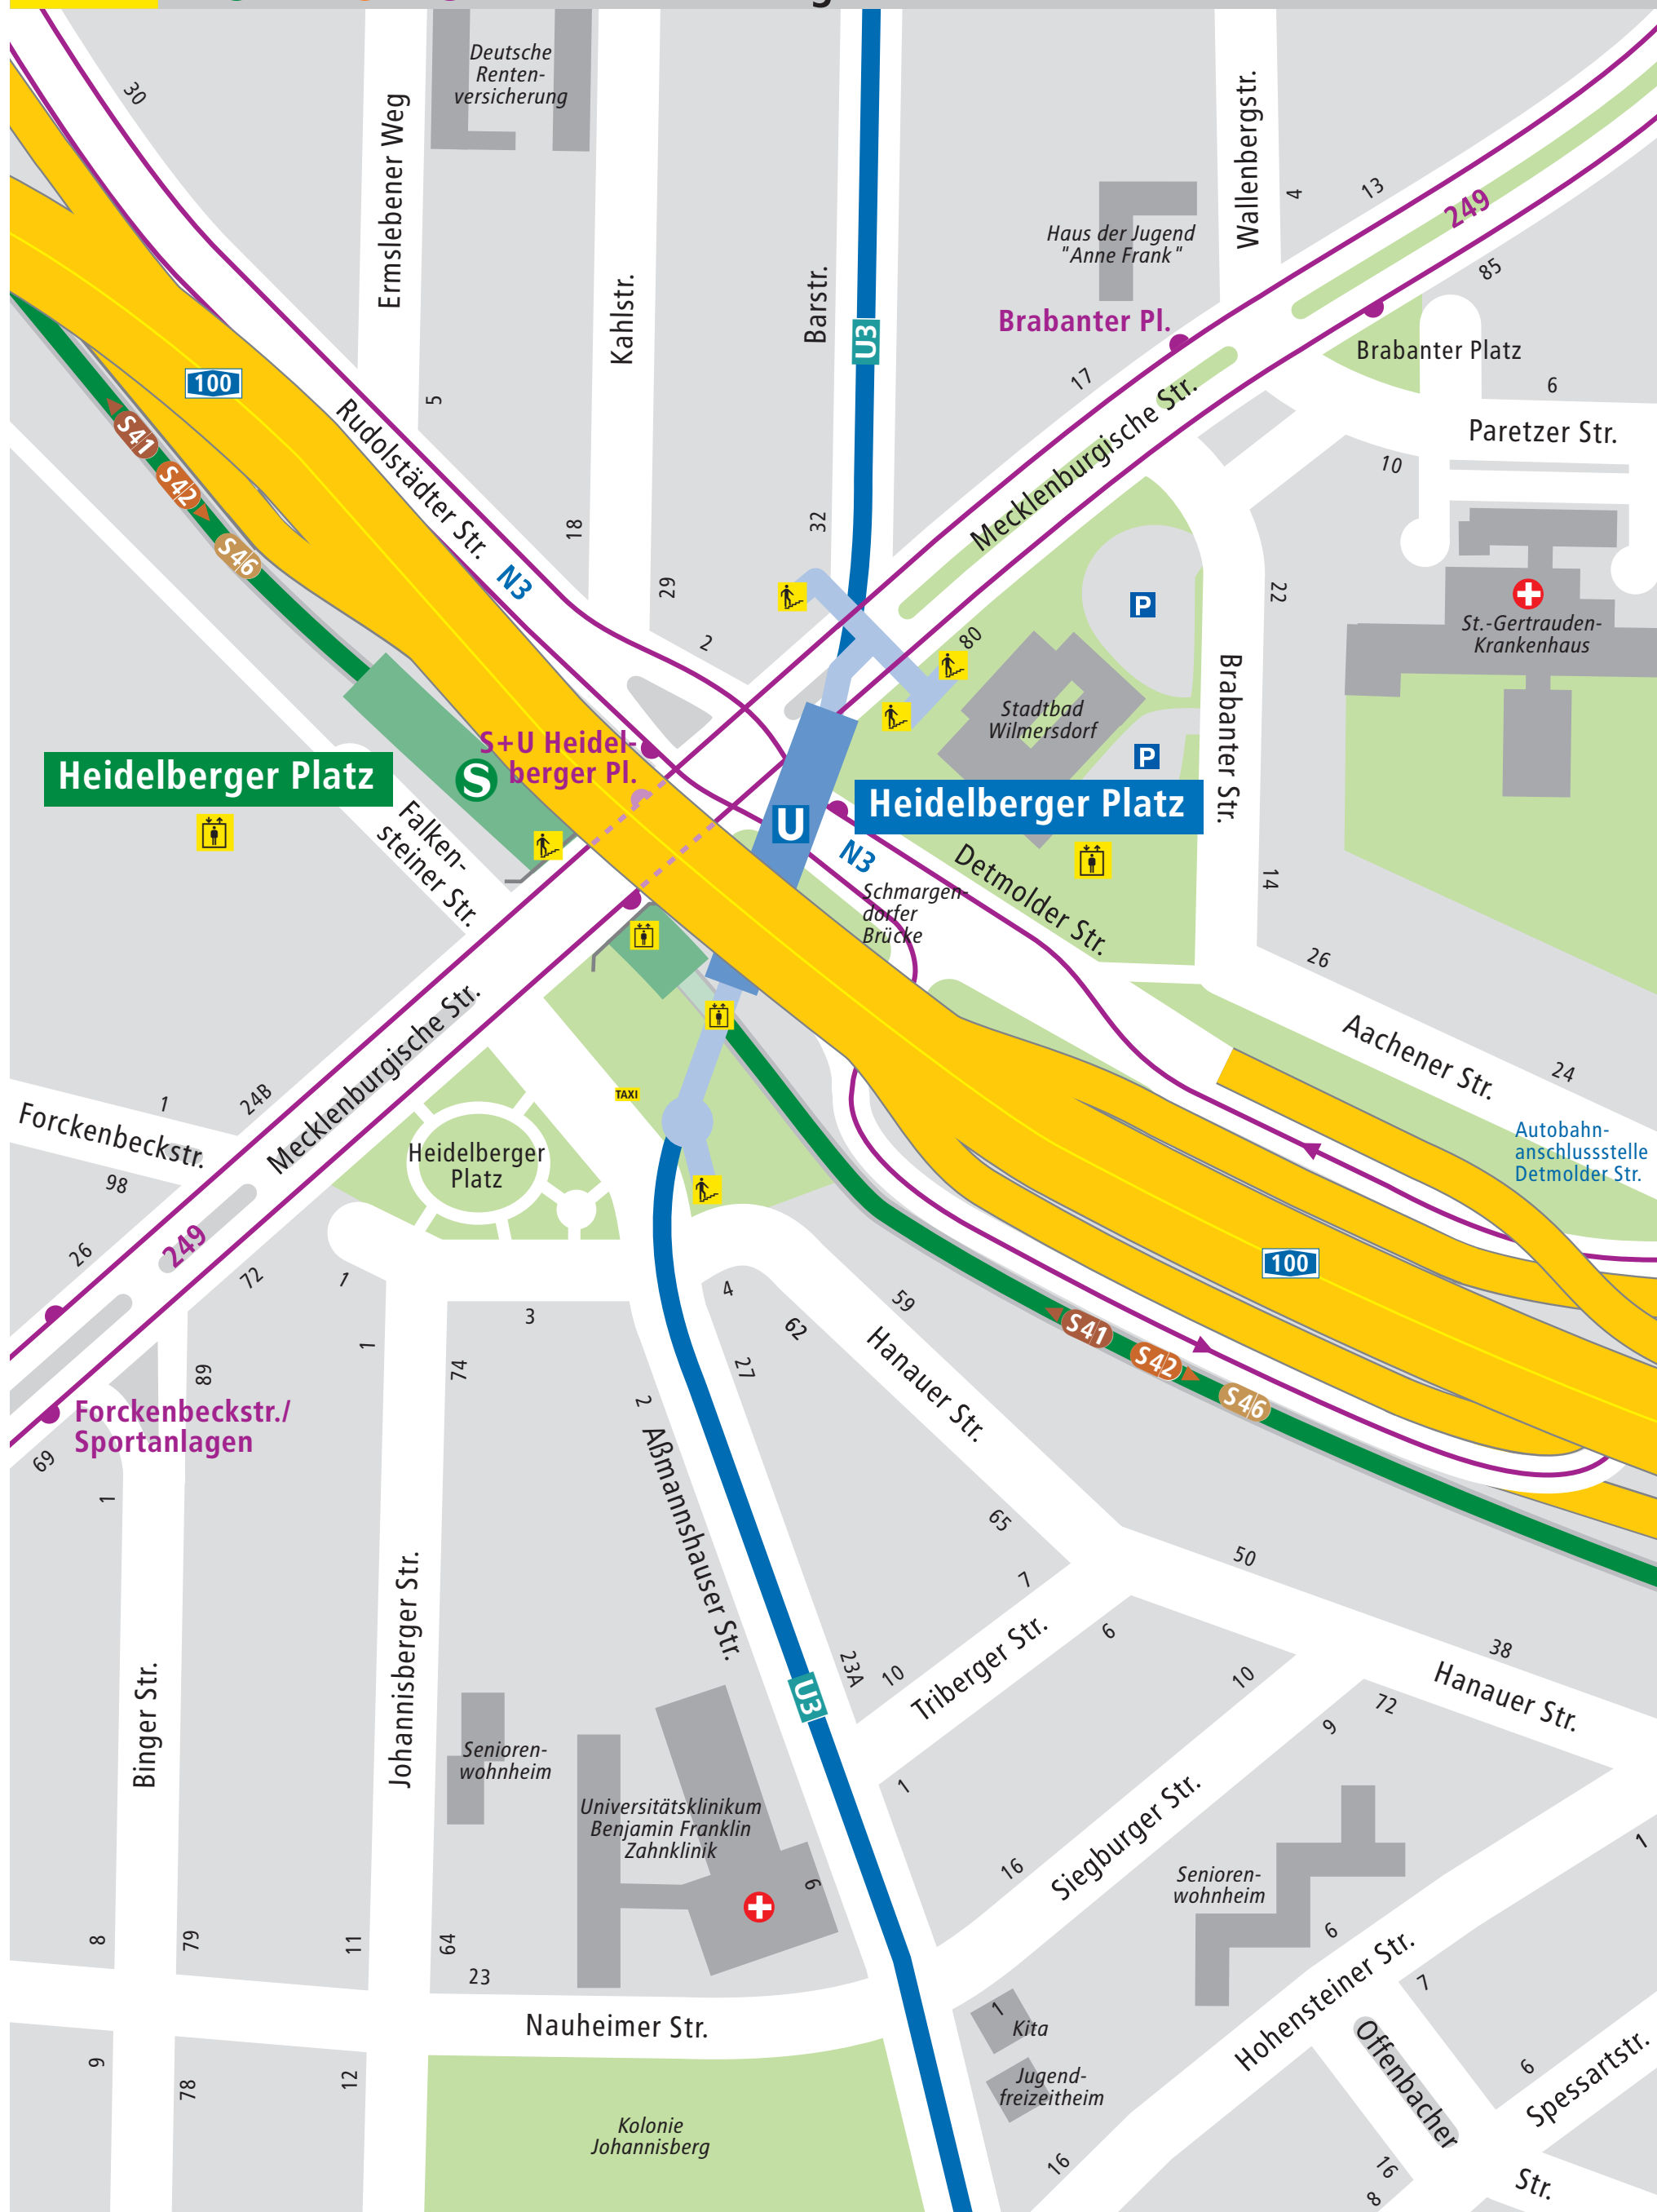 Deutsche
Renten-
versicherung
30
Ermslebener Weg
Kahlstr.
Barstr.
U3
Wallenbergstr.
4
13
249
85
Haus der Jugend
"Anne Frank"
Brabanter Pl.
Brabanter Platz
6
Paretzer Str.
10
17
Mecklenburgische Str.
100
S41
S42
S46
5
Rudolstädter Str.
N3
18
29
32
2
80
22
P
P
St.-Gertrauden-
Krankenhaus
Stadtbad
Wilmersdorf
Brabanter Str.
14
S+U Heidel-
berger Pl.
Heidelberger Platz
S
U
Heidelberger Platz
N3
Falken-
steiner Str.
Schmargen-
dorfer
Brücke
Detmolder Str.
26
Aachener Str.
24
Autobahn-
anschlussstelle
Detmolder Str.
Mecklenburgische Str.
TAXI
1
24B
Forckenbeckstr.
98
Heidelberger
Platz
249
26
72
1
3
4
62
59
100
S41
S42
S46
1
89
74
2
27
Hanauer Str.
Forckenbeckstr./
Sportanlagen
69
1
Aßmannshauser Str.
65
7
50
Triberger Str.
6
10
23A
38
Hanauer Str.
10
72
9
U3
Binger Str.
Johannisberger Str.
Senioren-
wohnheim
Universitätsklinikum
Benjamin Franklin
Zahnklinik
6
1
Siegburger Str.
16
Senioren-
wohnheim
1
6
8
79
11
64
23
Nauheimer Str.
Hohensteiner Str.
7
1
Kita
Jugend-
freizeitheim
Offenbacher
Str.
6
Spessartstr.
9
78
12
Kolonie
Johannisberg
16
16
8